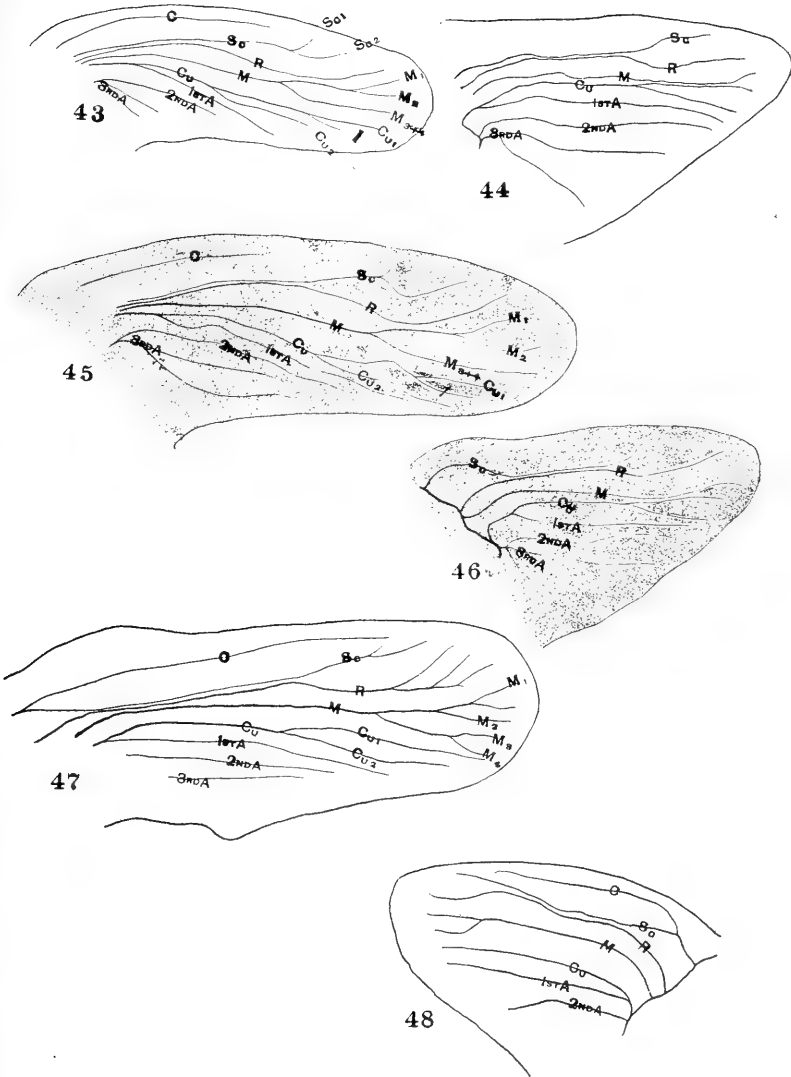 C
Sc1
Sc
Sc2
R
M
M1
Cu
M2
1STA
2NDA
M3+4
3RDA
Cu1
Cu2
I
43
Sc
R
M
Cu
1STA
2NDA
3RDA
44
C
Sc
R
M1
M
M2
Cu
1STA
2NDA
3RDA
M3+4+Cu1
Cu2
45
Sc
R
M
Cu
1STA
2NDA
3RDA
46
C
Sc
R
M1
M
M2
Cu
Cu1
M3
1STA
M4
2NDA
Cu2
3RDA
47
C
Sc
M
R
Cu
1STA
2NDA
48